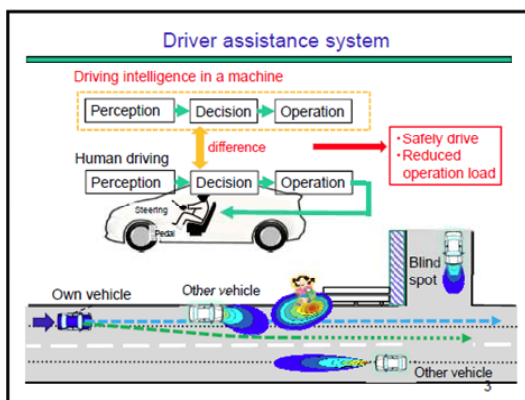 Driver assistance system
Driving intelligence in a machine
Perception Decision Operation
difference
・Safely drive
・Reduced
operation load
Human driving
Perception Decision Operation
Steering
Pedal
Blind
spot
Own vehicle
Other vehicle
Other vehicle
3